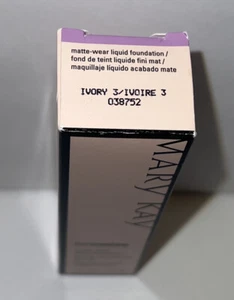 matte-wear liquid foundation /
fond de teint liquide fini mat /
maquillaje líquido acabado mate
IVORY 3/IVOIRE 3
038752
MARY KAY